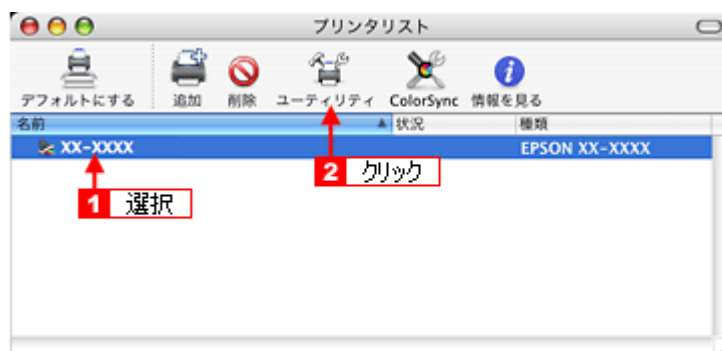 プリンタリスト
デフォルトにする 追加 削除 ユーティリティ ColorSync 情報を見る
名前 状況 種類
XX-XXXX EPSON XX-XXXX
2 クリック
1 選択